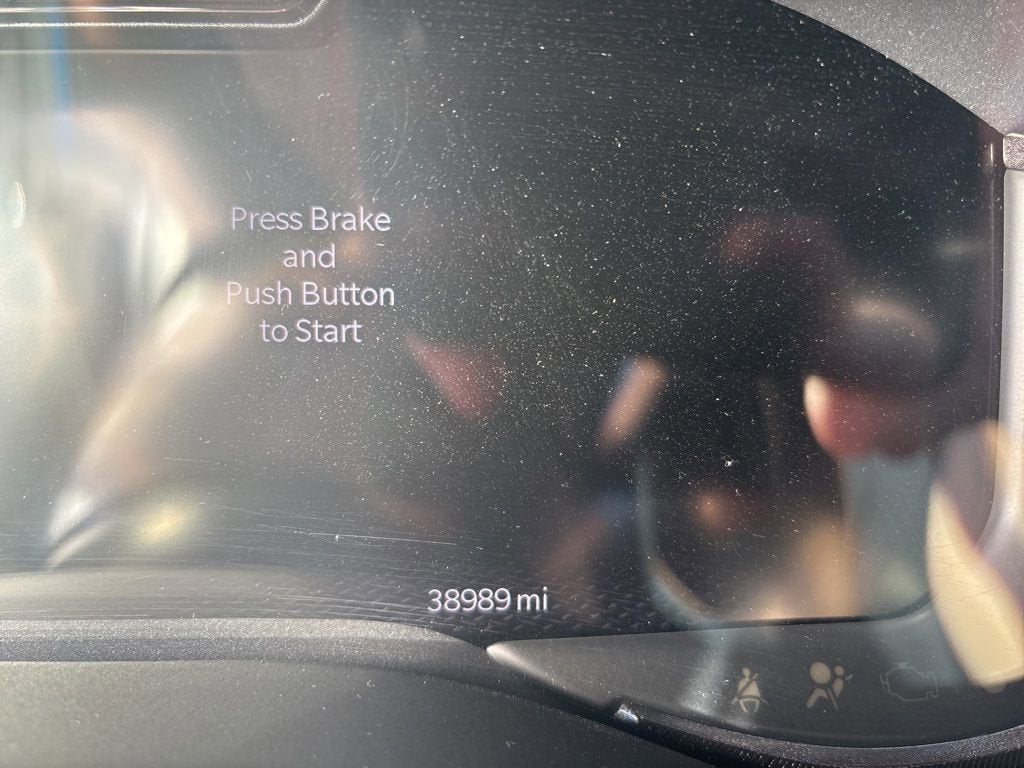 Press Brake
and
Push Button
to Start
38989 mi